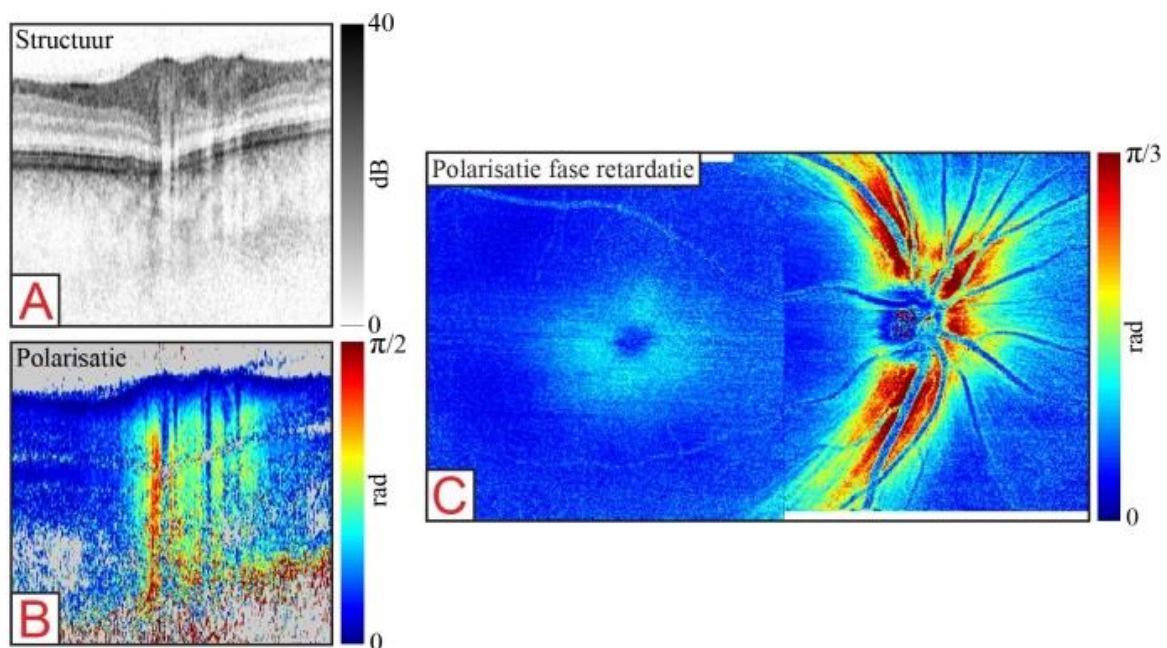 Structuur
40
dB
0
A
Polarisatie
π/2
rad
0
B
Polarisatie fase retardatie
π/3
rad
0
C